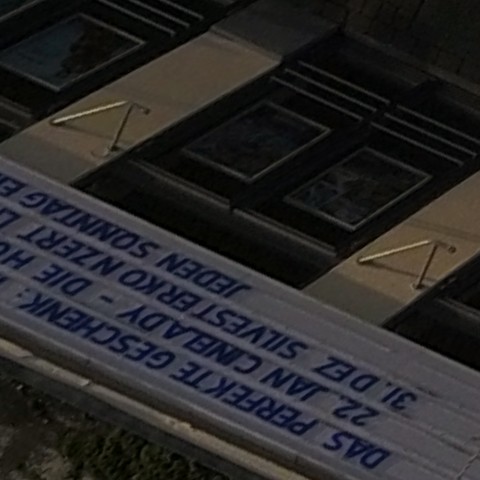 DAS PERFEKTE GESCHENK:
22. JAN CINELADY - DIE
31. DEZ SILVESTERKONZERT
JEDEN SONNTAG